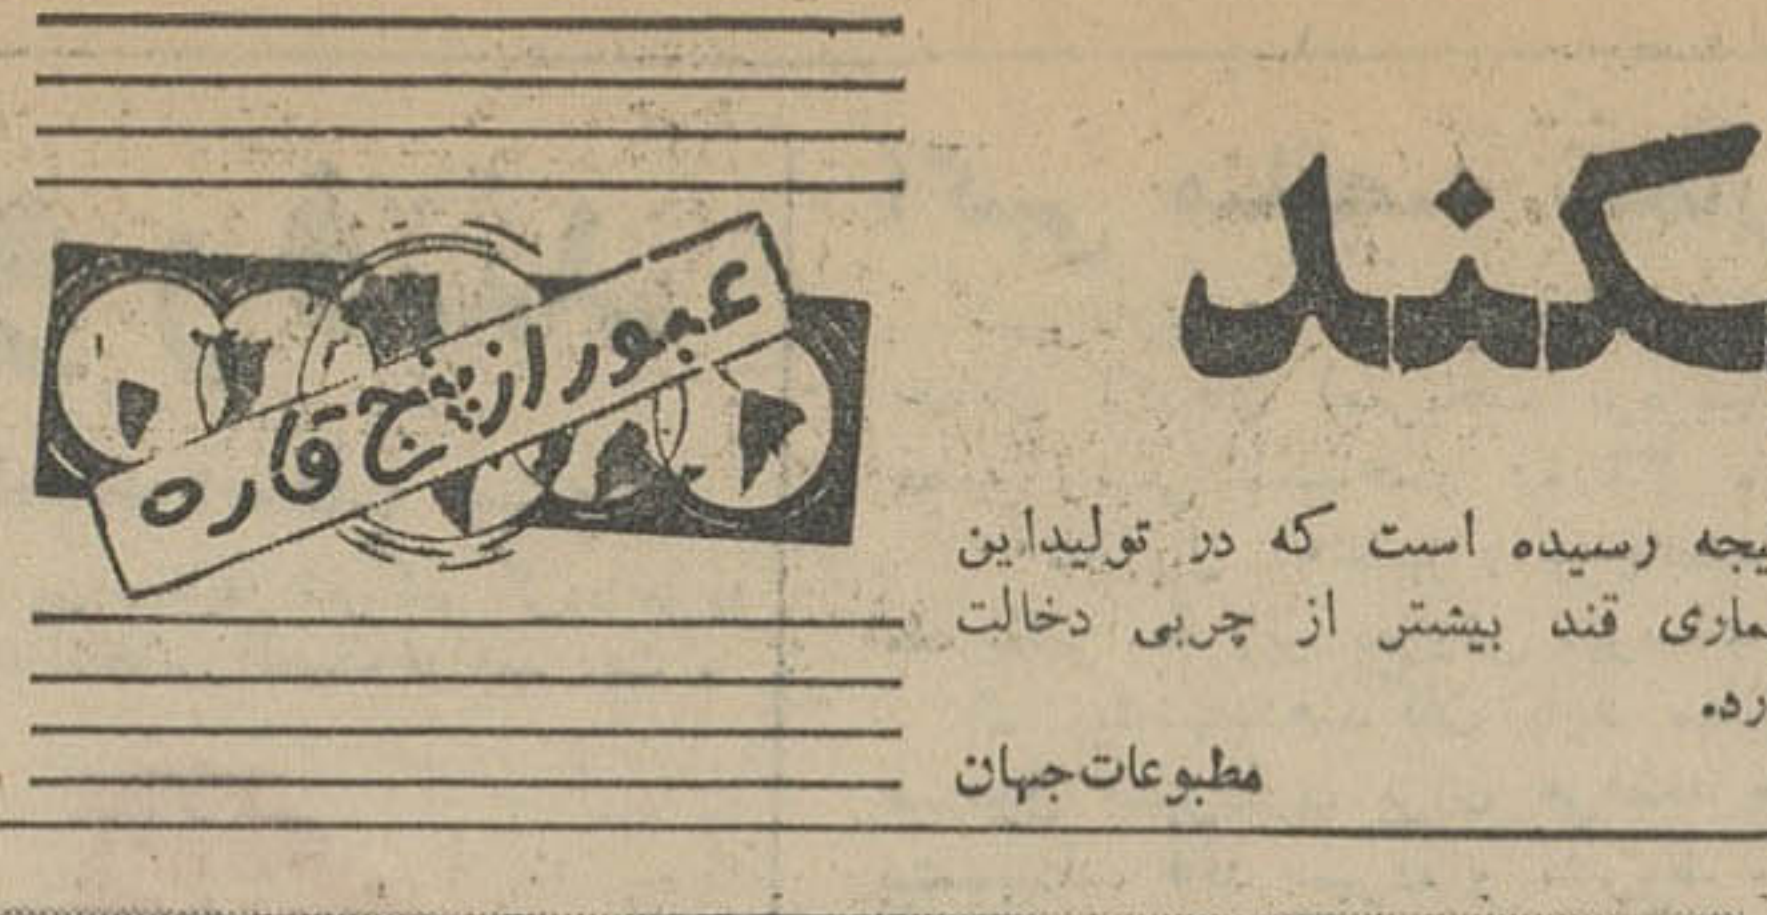 کند
عبور از پنج قاره
یجه رسیده است که در تولیداین
ماری قند بیشتر از چربی دخالت
رد.
مطبوعات‌جهان